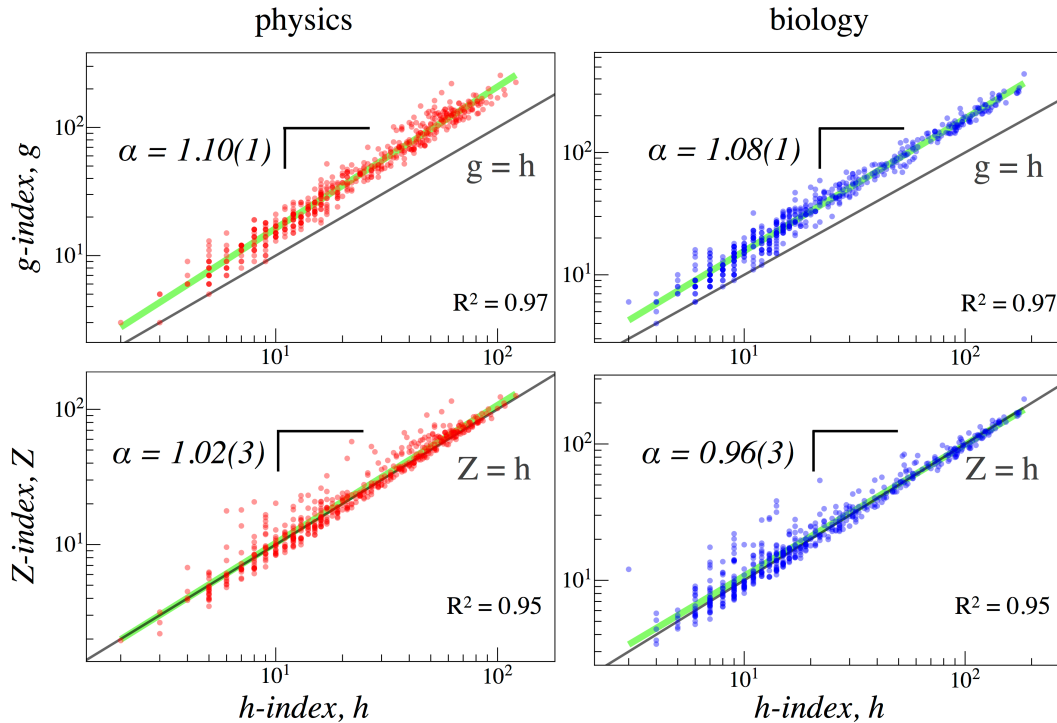 physics
biology
g-index, g
10²
10¹
α = 1.10(1)
g = h
R² = 0.97
10¹
10²
10²
10¹
α = 1.08(1)
g = h
R² = 0.97
10¹
10²
Z-index, Z
10²
10¹
α = 1.02(3)
Z = h
R² = 0.95
10¹
10²
h-index, h
10²
10¹
α = 0.96(3)
Z = h
R² = 0.95
10¹
10²
h-index, h